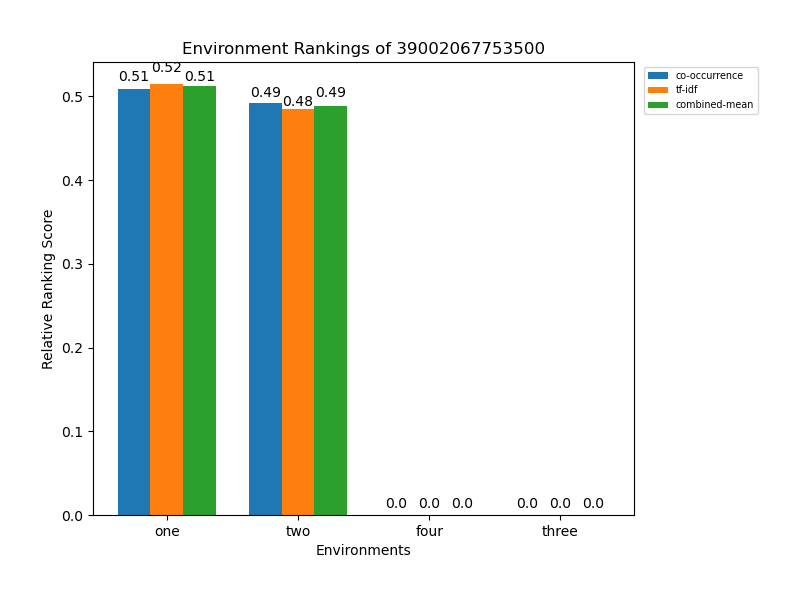 Environment Rankings of 39002067753500
0.51 0.52 0.51 0.49 0.48 0.49 0.0 0.0 0.0 0.0 0.0 0.0
co-occurrence
tf-idf
combined-mean
Relative Ranking Score
0.5
0.4
0.3
0.2
0.1
0.0
one two four three
Environments